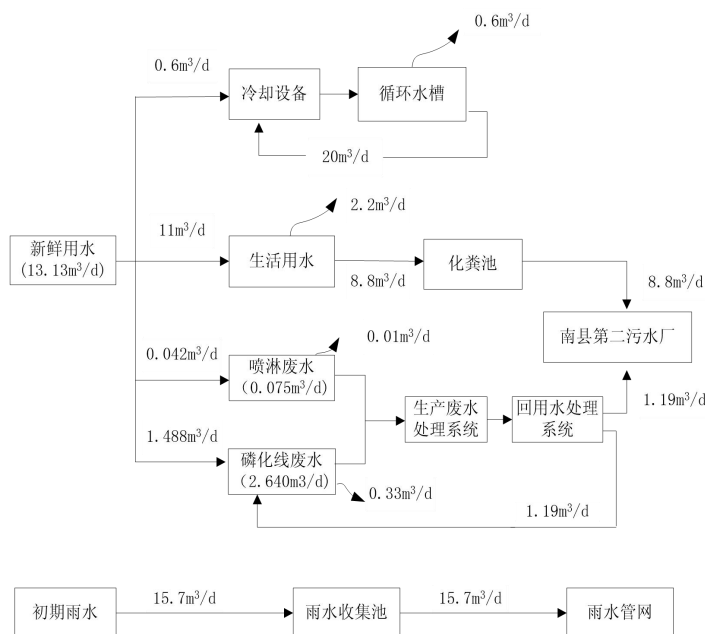 0.6m³/d
0.6m³/d
冷却设备
循环水槽
20m³/d
2.2m³/d
11m³/d
新鲜用水
(13.13m³/d)
生活用水
化粪池
8.8m³/d
8.8m³/d
南县第二污水厂
0.01m³/d
0.042m³/d
喷淋废水
（0.075m³/d）
1.19m³/d
生产废水
处理系统
回用水处理
系统
1.488m³/d
磷化线废水
（2.640m3/d）
0.33m³/d
1.19m³/d
初期雨水
15.7m³/d
雨水收集池
15.7m³/d
雨水管网